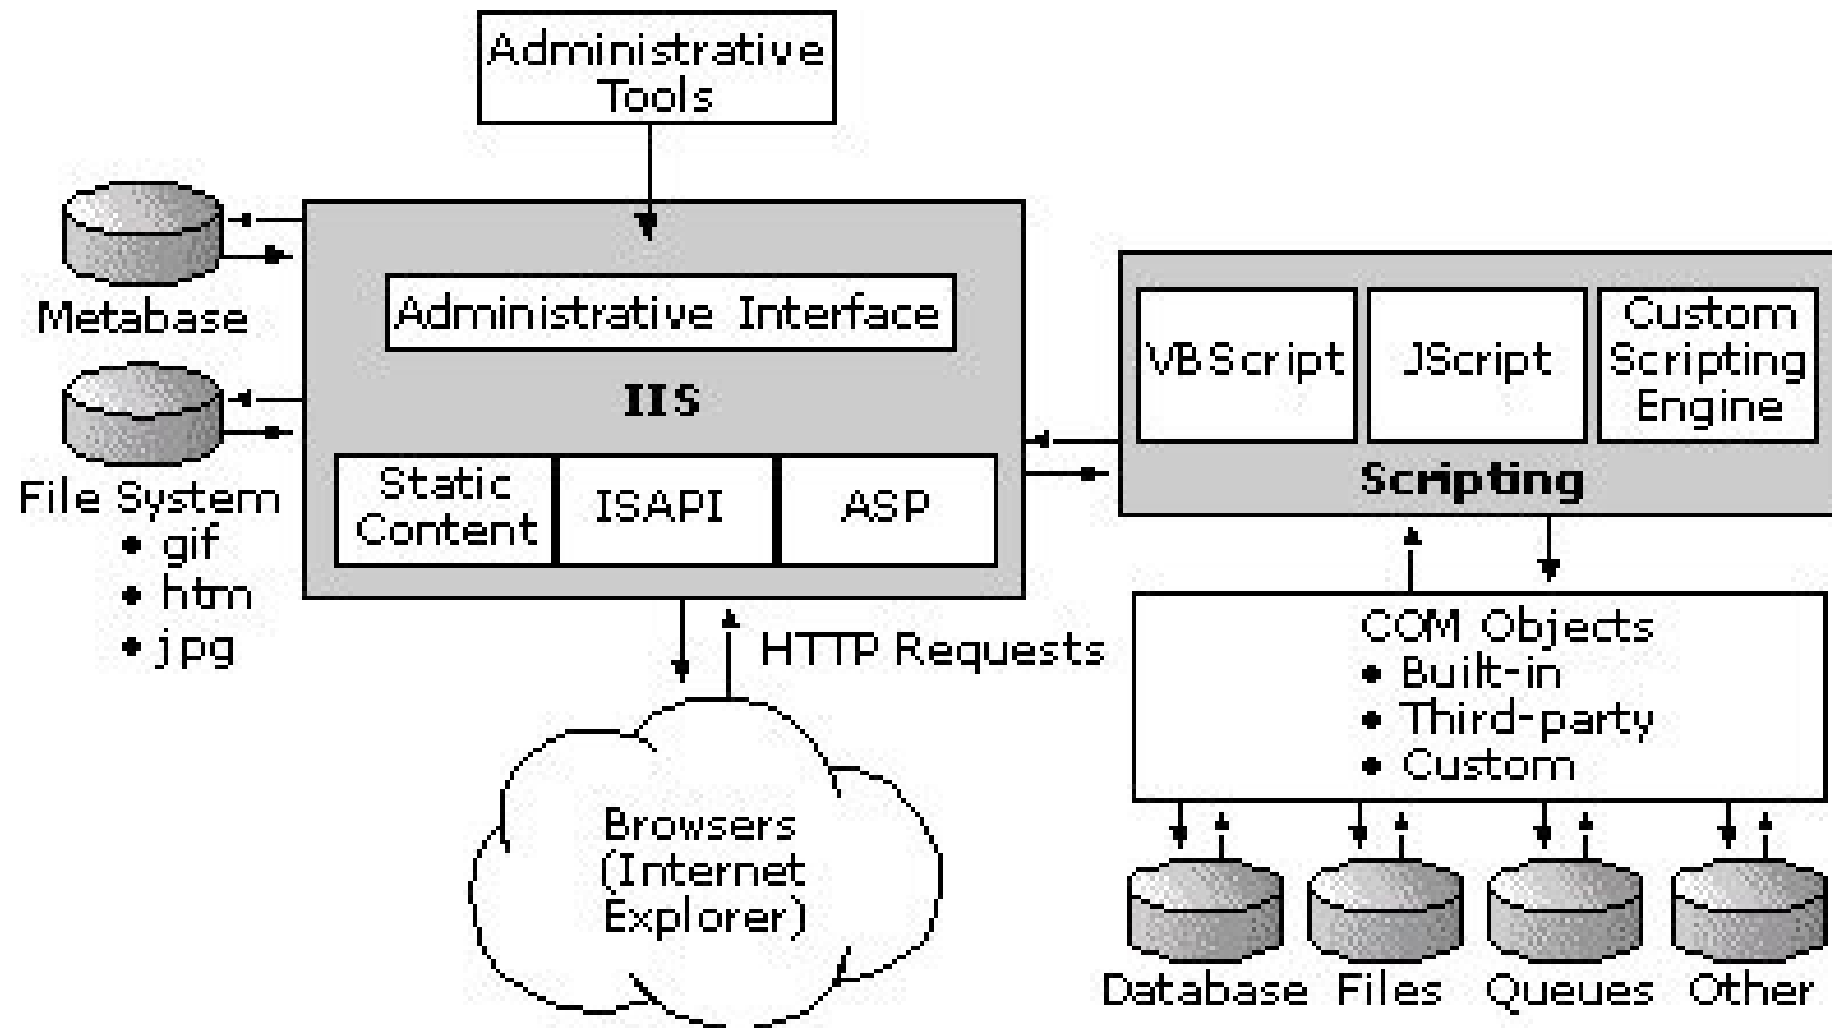 Administrative
Tools
Metabase
File System
• gif
• htm
• jpg
Administrative Interface
IIS
Static
Content
ISAPI
ASP
VBScript
JScript
Custom
Scripting
Engine
Scripting
HTTP Requests
COM Objects
• Built-in
• Third-party
• Custom
Browsers
(Internet
Explorer)
Database
Files
Queues
Other